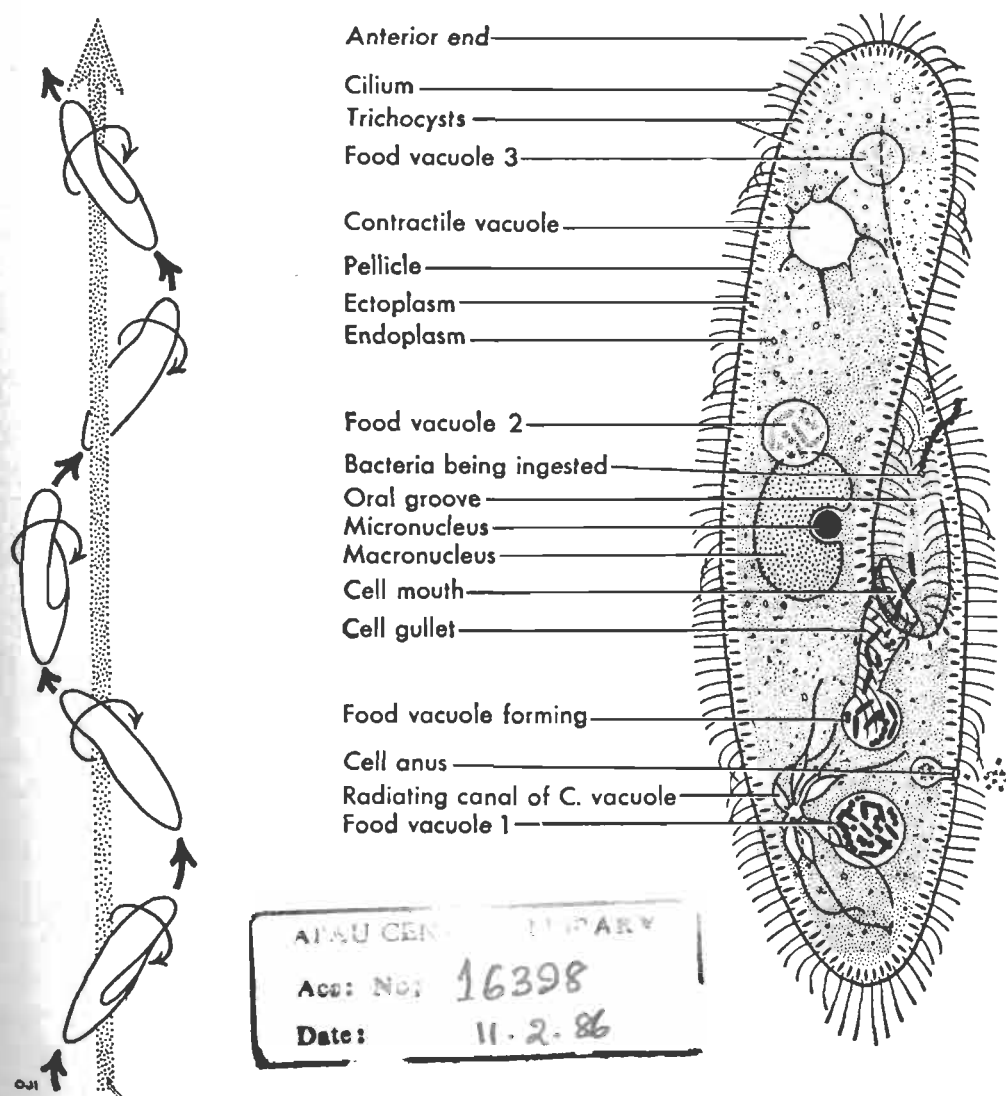 Anterior end
Cilium
Trichocysts
Food vacuole 3
Contractile vacuole
Pellicle
Ectoplasm
Endoplasm
Food vacuole 2
Bacteria being ingested
Oral groove
Micronucleus
Macronucleus
Cell mouth
Cell gullet
Food vacuole forming
Cell anus
Radiating canal of C. vacuole
Food vacuole 1
Acc: No: 16398
Date: 11.2.86